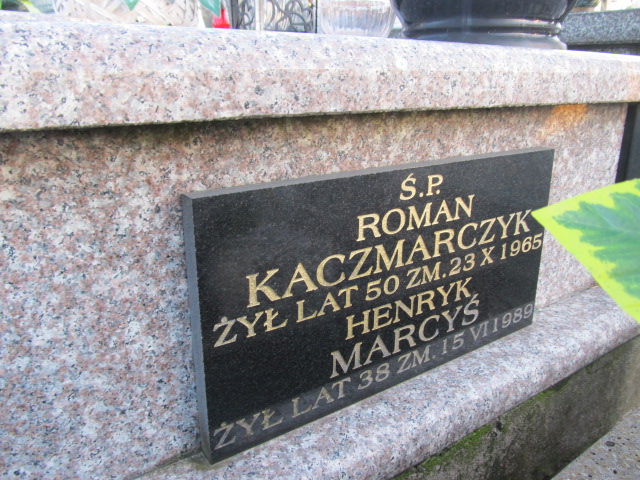 Ś.P.
ROMAN
KACZMARCZYK
ŻYŁ LAT 50 ZM. 23 X 1965
HENRYK
MARCYŚ
ŻYŁ LAT 38 ZM. 15 VI 1989